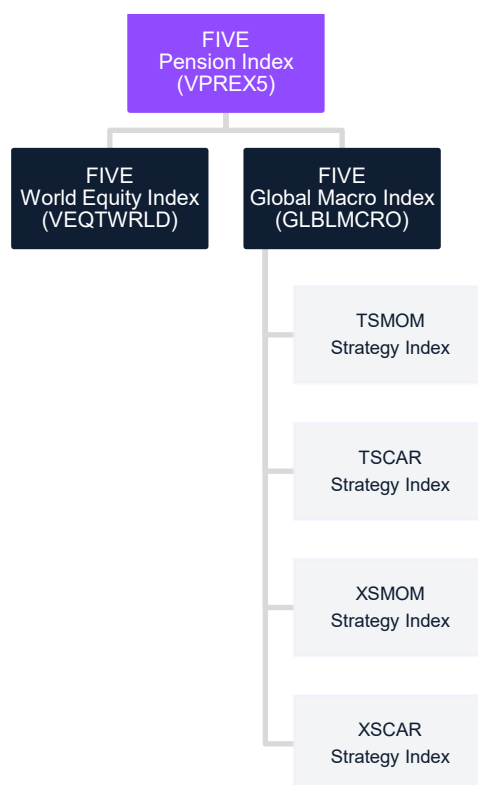 FIVE
Pension Index
(VPREX5)
FIVE
World Equity Index
(VEQTWRLD)
FIVE
Global Macro Index
(GLBLMCRO)
TSMOM
Strategy Index
TSCAR
Strategy Index
XSMOM
Strategy Index
XSCAR
Strategy Index